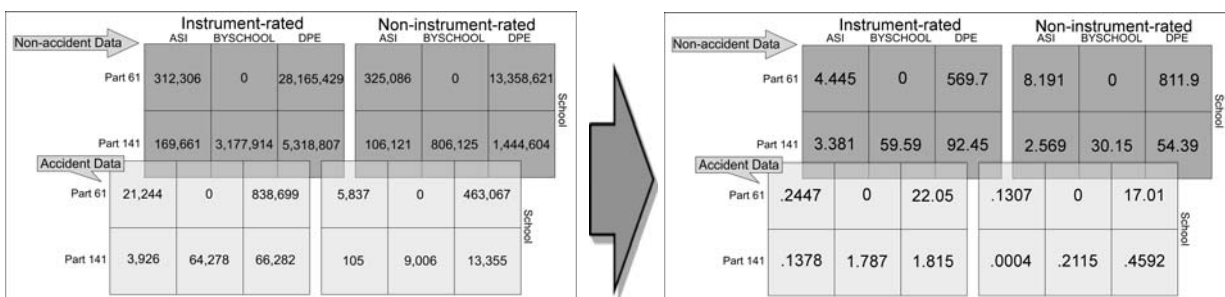 Instrument-rated Non-instrument-rated
Non-accident Data ASI BYSCHOOL DPE ASI BYSCHOOL DPE
Part 61 312,306 0 28,165,429 325,086 0 13,358,621
School
Part 141 169,661 3,177,914 5,318,807 106,121 806,125 1,444,604
Accident Data
Part 61 21,244 0 838,699 5,837 0 463,067
School
Part 141 3,926 64,278 66,282 105 9,006 13,355
Instrument-rated Non-instrument-rated
Non-accident Data ASI BYSCHOOL DPE ASI BYSCHOOL DPE
Part 61 4.445 0 569.7 8.191 0 811.9
School
Part 141 3.381 59.59 92.45 2.569 30.15 54.39
Accident Data
Part 61 .2447 0 22.05 .1307 0 17.01
School
Part 141 .1378 1.787 1.815 .0004 .2115 .4592